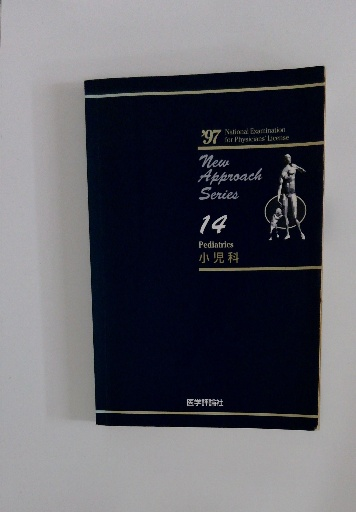 '97 National Examination
for Physicians' License
New
Approach
Series
14
Pediatrics
小児科
医学評論社